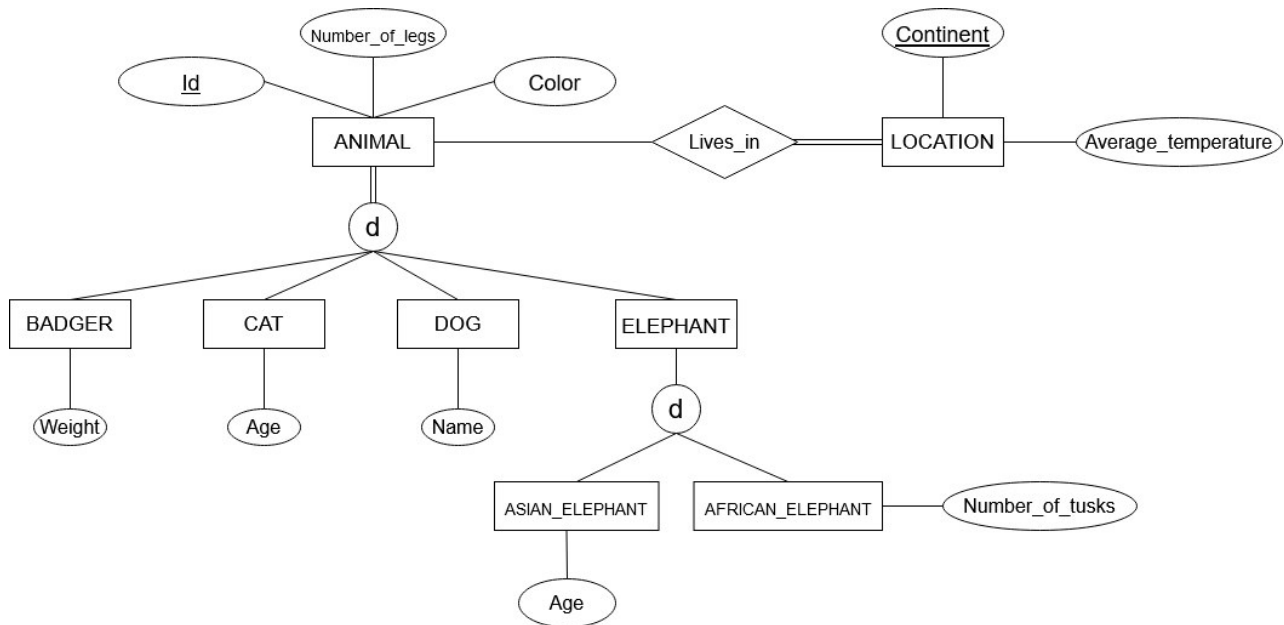 Number_of_legs
Continent
Id
Color
ANIMAL
Lives_in
LOCATION
Average_temperature
d
BADGER
CAT
DOG
ELEPHANT
d
Weight
Age
Name
ASIAN_ELEPHANT
AFRICAN_ELEPHANT
Number_of_tusks
Age